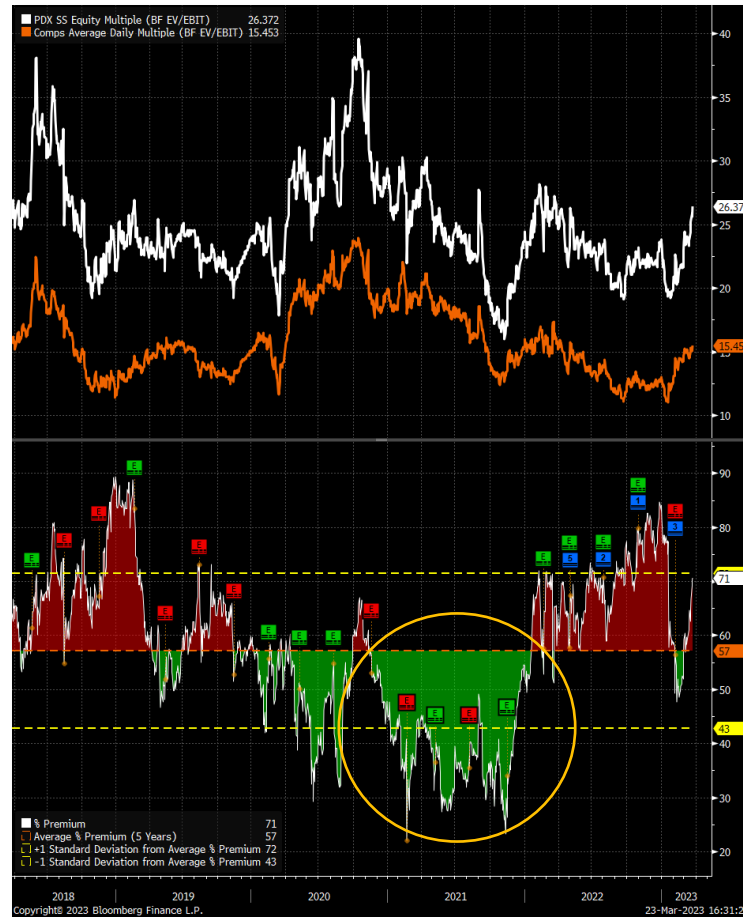 PDX SS Equity Multiple (BF EV/EBIT) 26.372
Comps Average Daily Multiple (BF EV/EBIT) 15.453
40
35
30
26.37
25
20
15.45
15
10
90
E
E
E
1
E
3
E
E
E
5
E
2
E
E
80
71
E
E
E
E
E
60
57
50
E
E
E
E
43
40
30
20
% Premium 71
Average % Premium (5 Years) 57
+1 Standard Deviation from Average % Premium 72
-1 Standard Deviation from Average % Premium 43
2018 2019 2020 2021 2022 2023
Copyright© 2023 Bloomberg Finance L.P. 23-Mar-2023 16:31:2